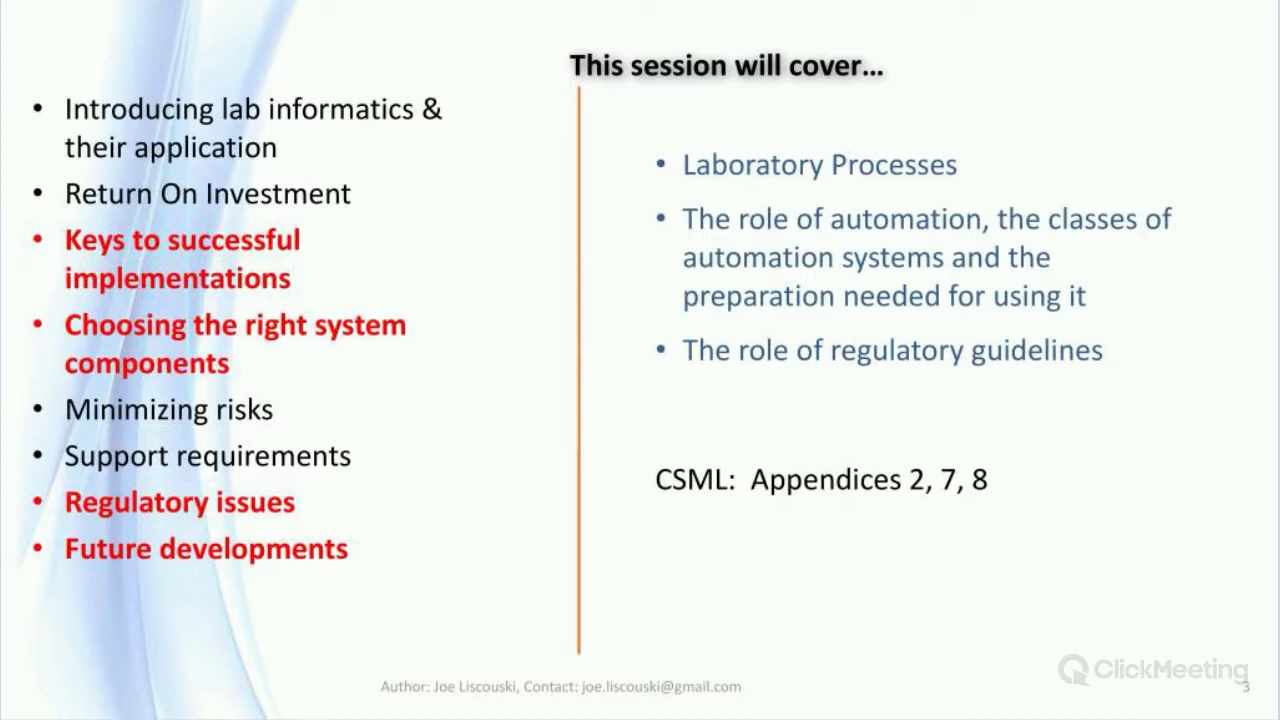 This session will cover...
• Introducing lab informatics &
their application
• Return On Investment
• Keys to successful
implementations
• Choosing the right system
components
• Minimizing risks
• Support requirements
• Regulatory issues
• Future developments
• Laboratory Processes
• The role of automation, the classes of
automation systems and the
preparation needed for using it
• The role of regulatory guidelines
CSML: Appendices 2, 7, 8
Author: Joe Liscouski, Contact: joe.liscouski@gmail.com
ClickMeeting
3